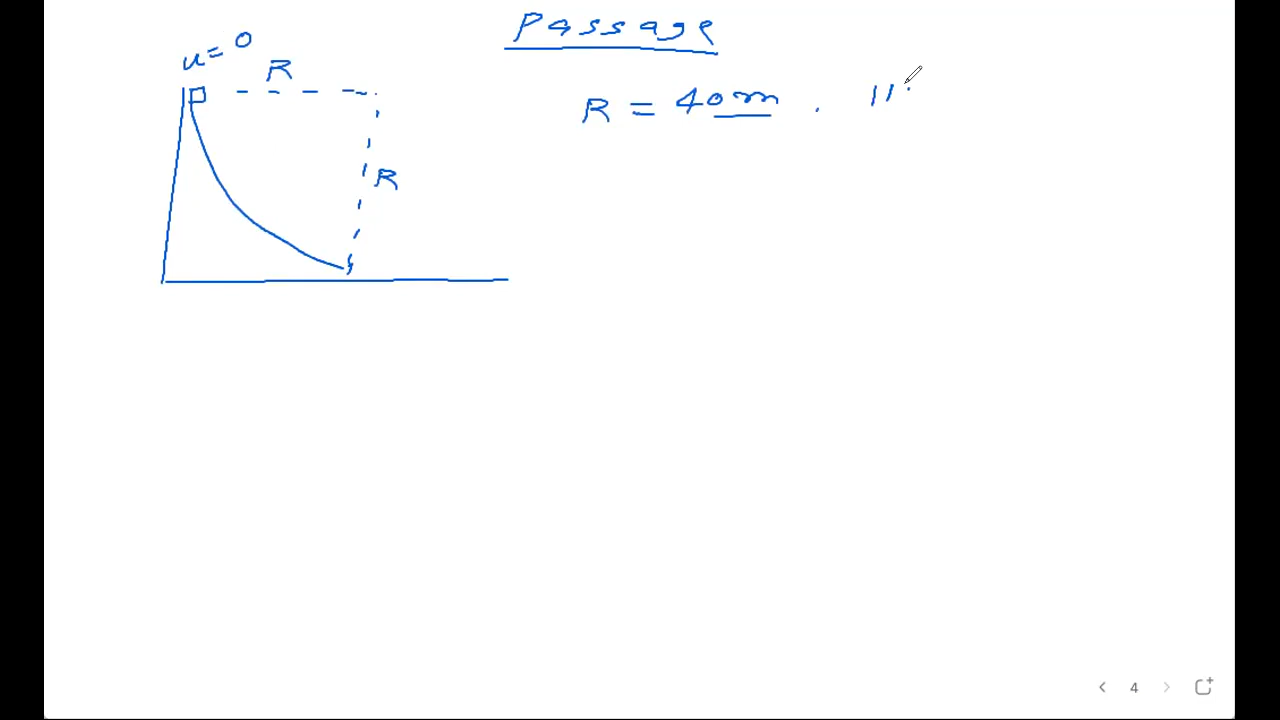 Passage
u = 0
R
R = 40m .
R
4